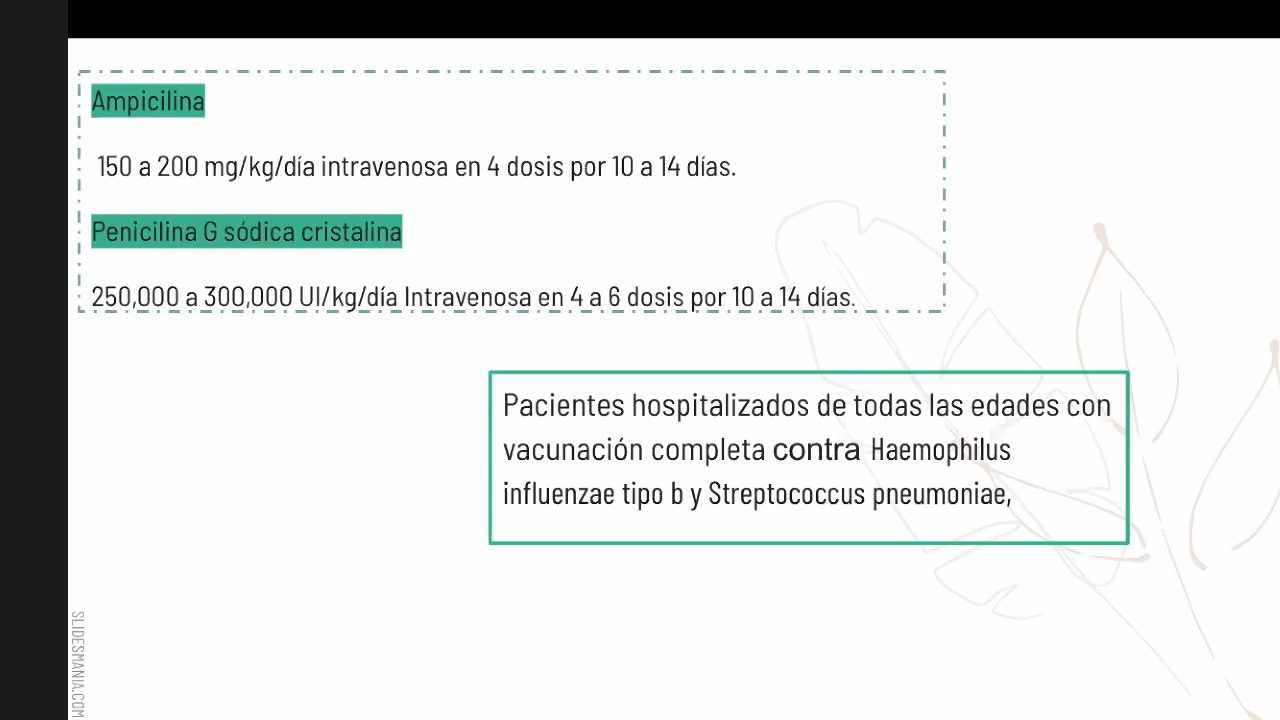 Ampicilina
150 a 200 mg/kg/día intravenosa en 4 dosis por 10 a 14 días.
Penicilina G sódica cristalina
250,000 a 300,000 UI/kg/día Intravenosa en 4 a 6 dosis por 10 a 14 días.
Pacientes hospitalizados de todas las edades con
vacunación completa contra Haemophilus
influenzae tipo b y Streptococcus pneumoniae,
SLIDESMANIA.COM